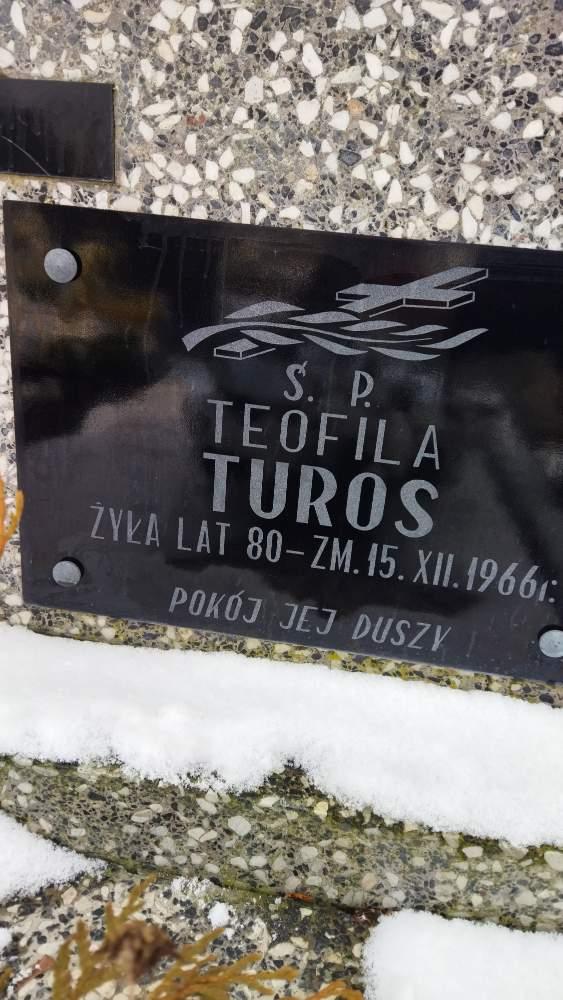 Ś. P.
TEOFILA
TUROS
ŻYŁA LAT 80 – ZM. 15. XII. 1966 r.
POKÓJ JEJ DUSZY